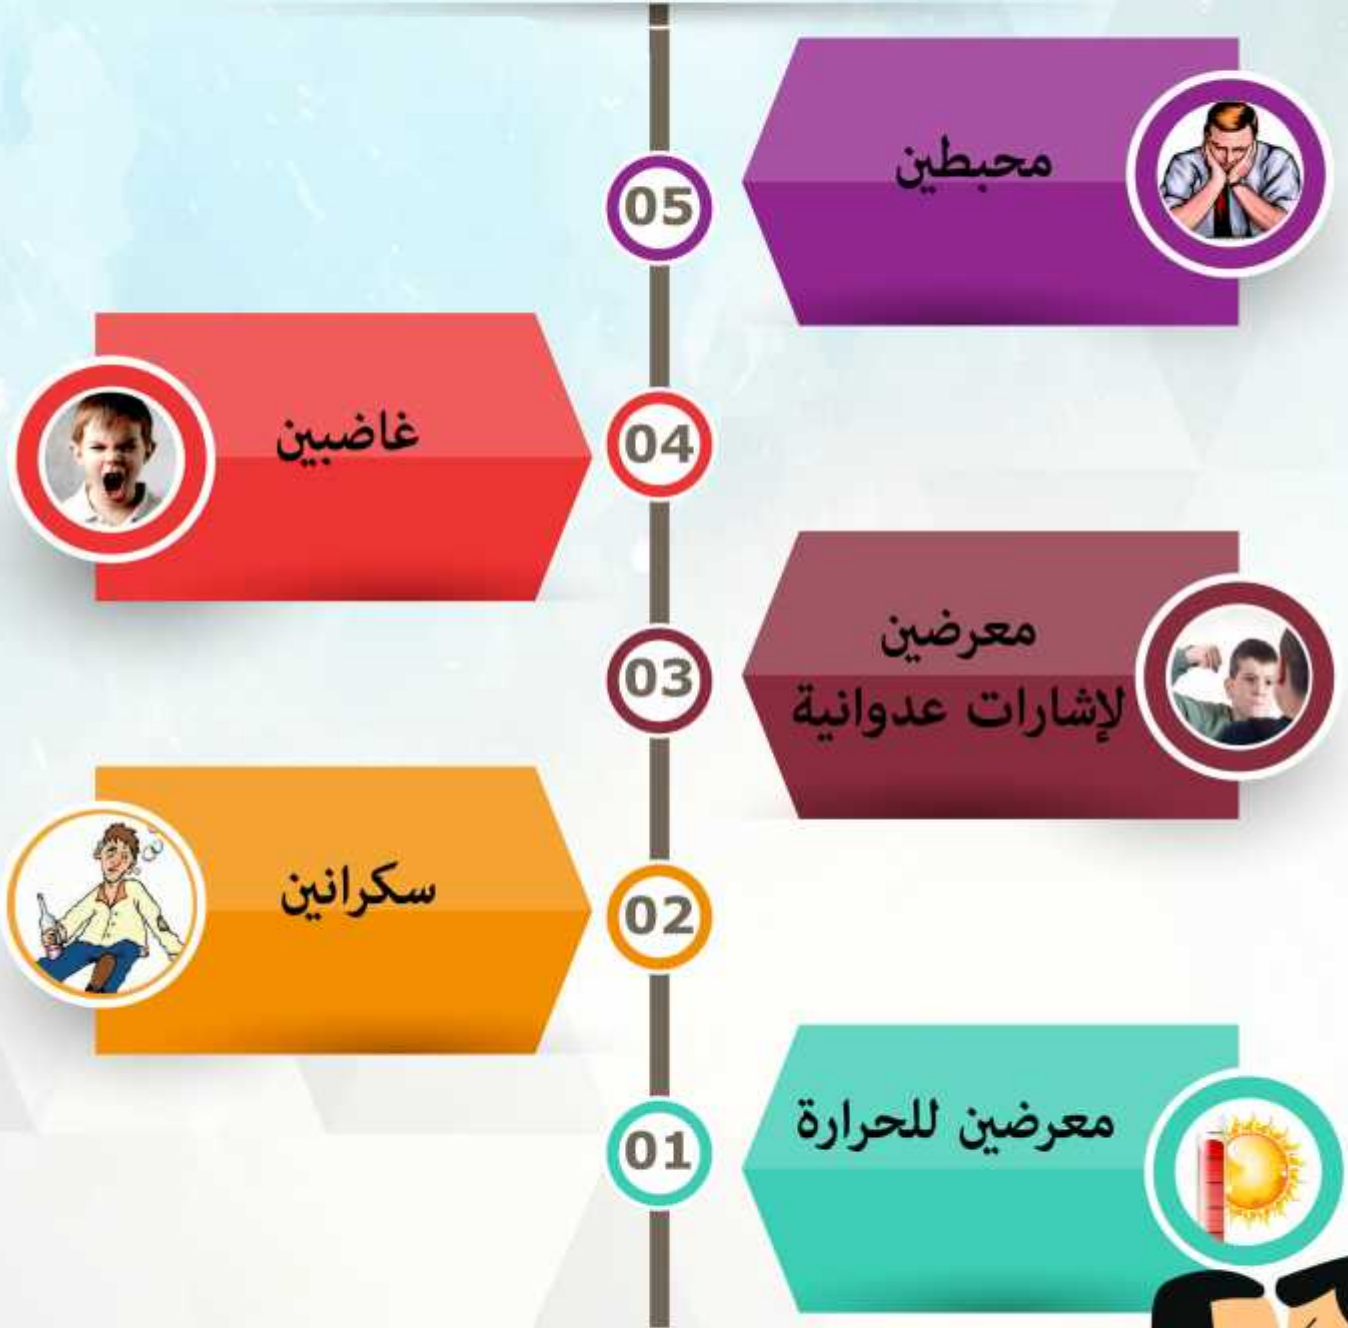 محبطين
05
غاضبين
04
معرضين
لإشارات عدوانية
03
سكرانين
02
معرضين للحرارة
01